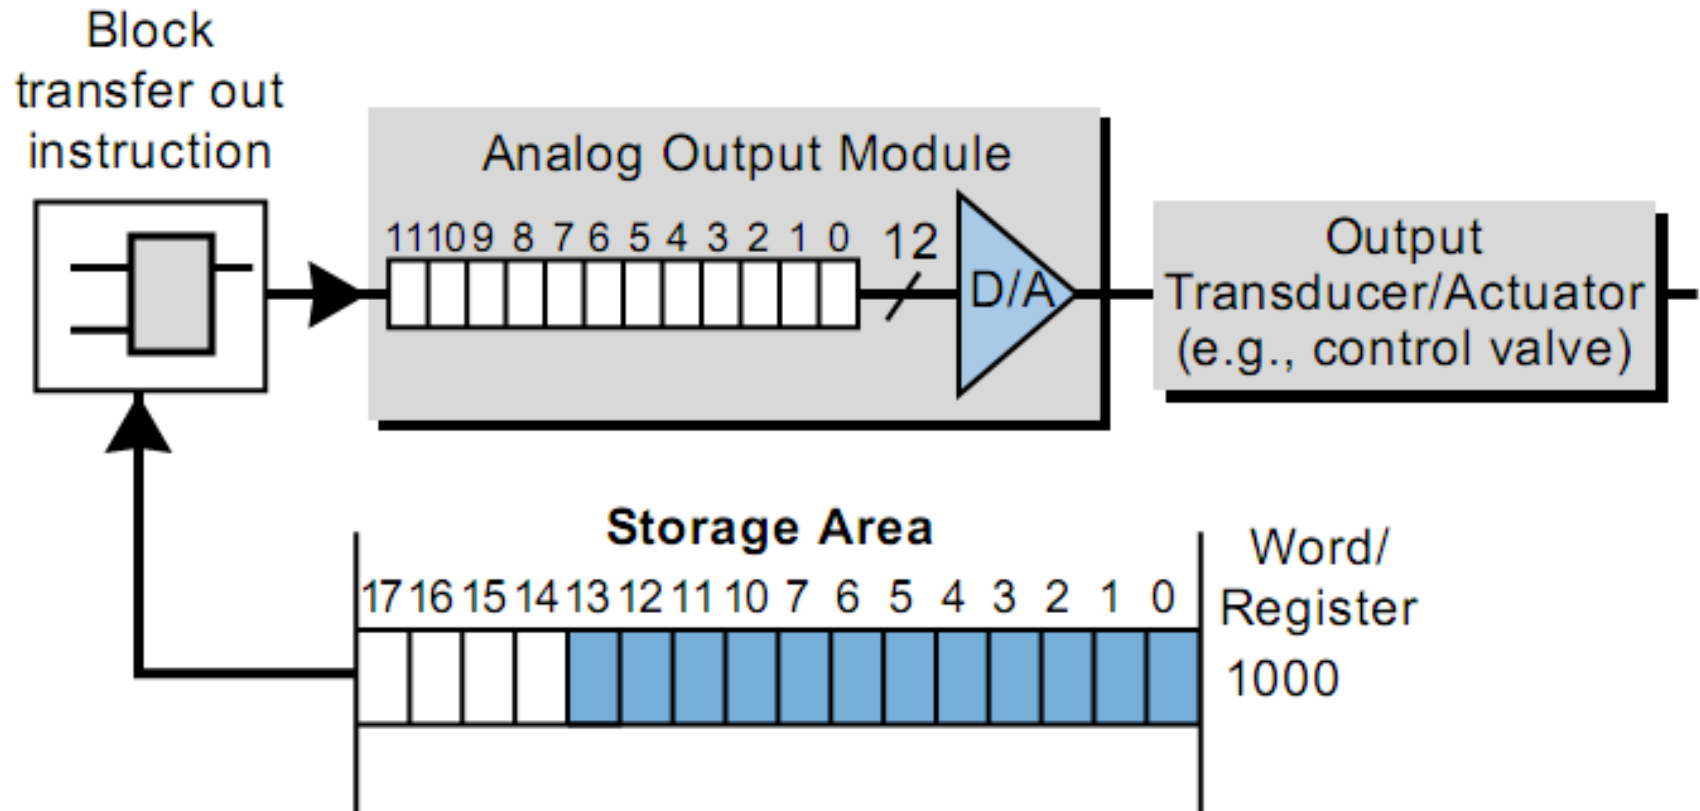 Block
transfer out
instruction
Analog Output Module
11 10 9 8 7 6 5 4 3 2 1 0
12
D/A
Output
Transducer/Actuator
(e.g., control valve)
Storage Area
17 16 15 14 13 12 11 10 7 6 5 4 3 2 1 0
Word/
Register
1000